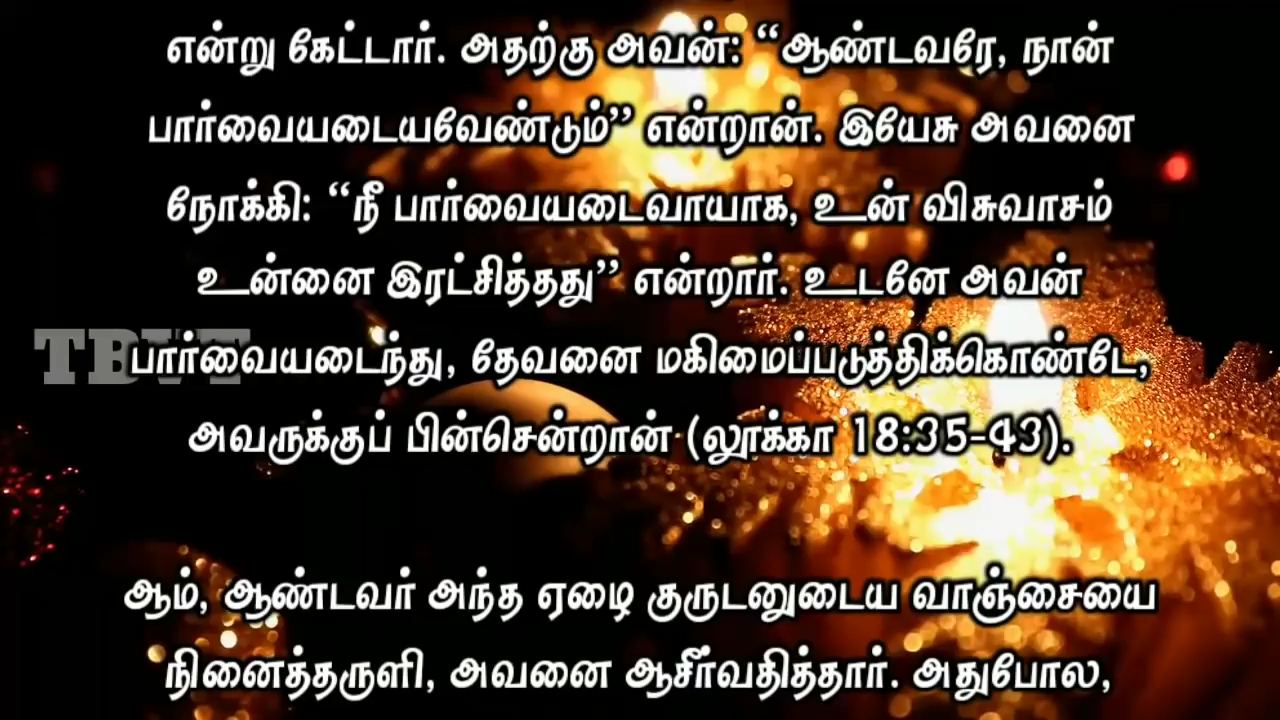 என்று கேட்டார். அதற்கு அவன்: “ஆண்டவரே, நான்
பார்வையடையவேண்டும்” என்றான். இயேசு அவனை
நோக்கி: “நீ பார்வையடைவாயாக, உன் விசுவாசம்
உன்னை இரட்சித்தது” என்றார். உடனே அவன்
TBVT
பார்வையடைந்து, தேவனை மகிமைப்படுத்திக்கொண்டே,
அவருக்குப் பின்சென்றான் (லூக்கா 18:35-43).
ஆம், ஆண்டவர் அந்த ஏழை குருடனுடைய வாஞ்சையை
நினைத்தருளி, அவனை ஆசீர்வதித்தார். அதுபோல,